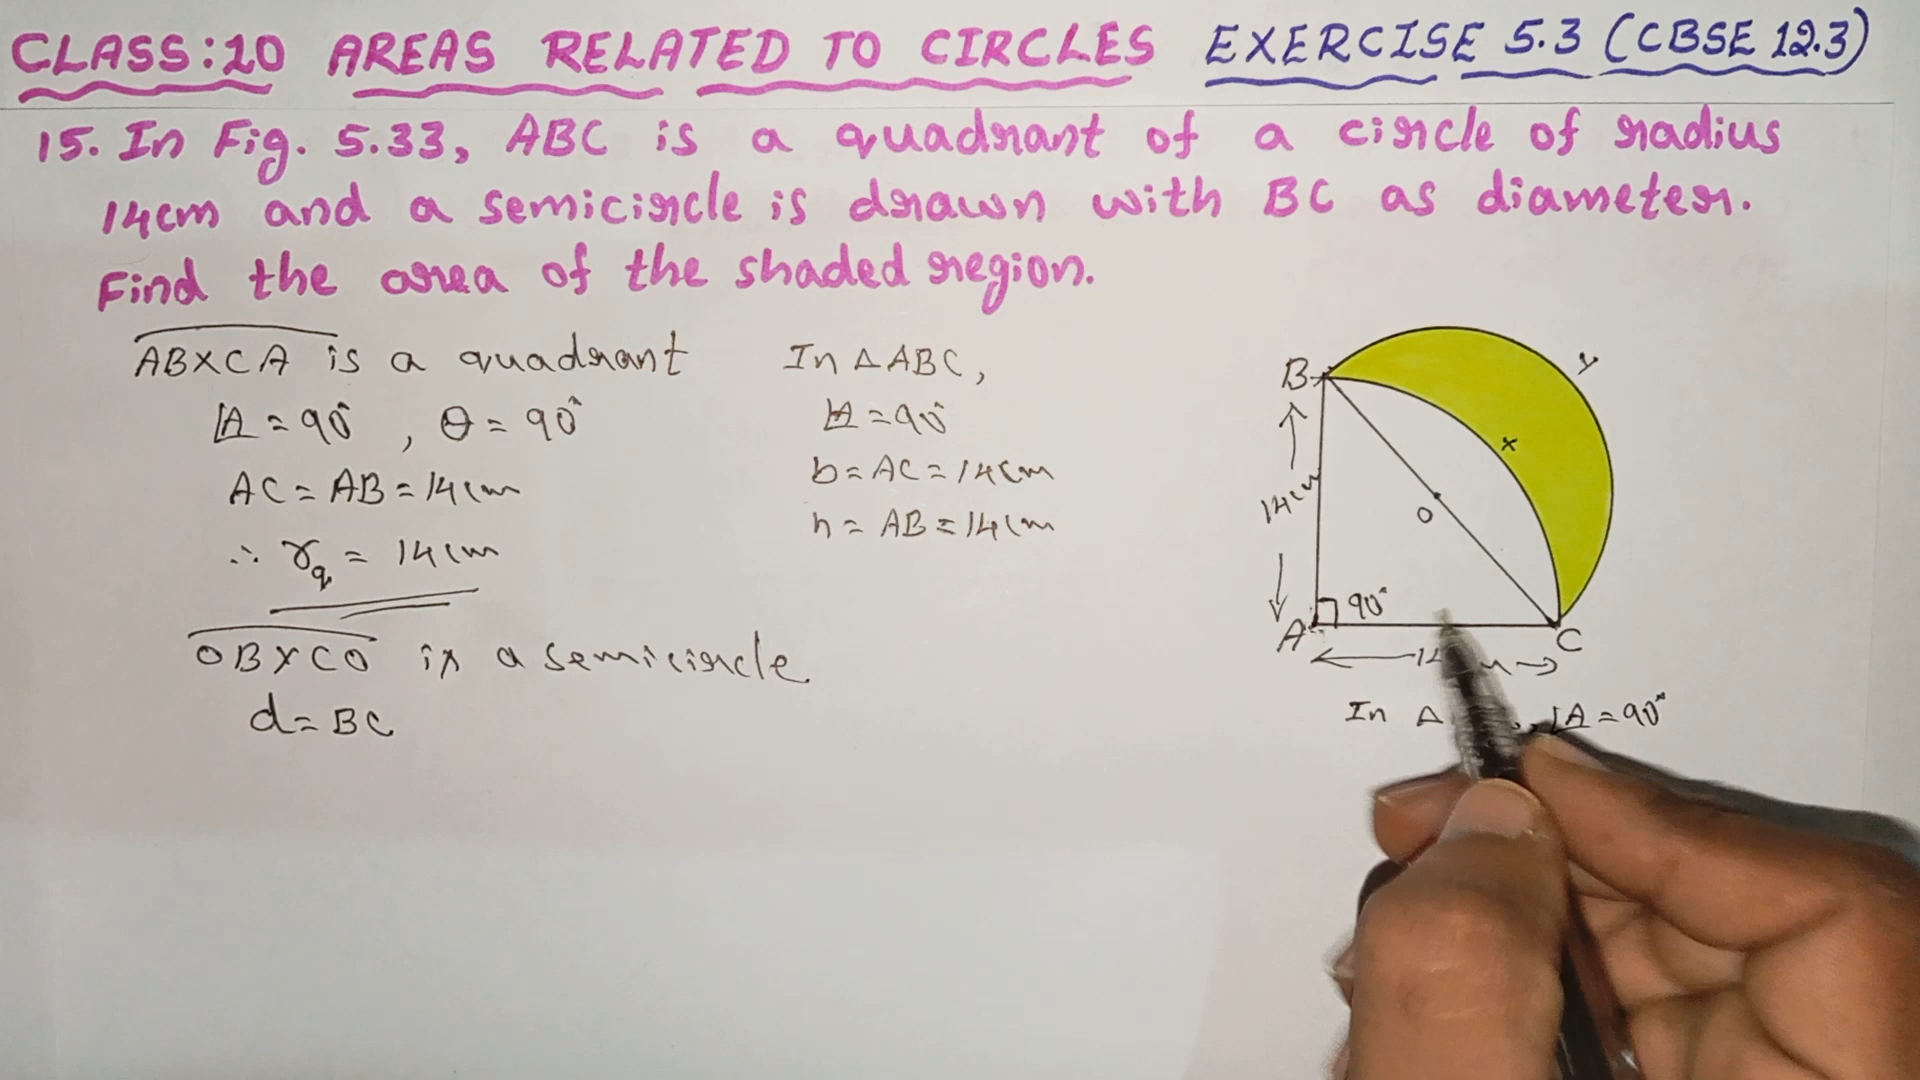 CLASS:10 AREAS RELATED TO CIRCLES EXERCISE 5.3 (CBSE 12.3)
15. In Fig. 5.33, ABC is a quadrant of a circle of radius
14cm and a semicircle is drawn with BC as diameter.
Find the area of the shaded region.
ABXCA is a quadrant
∠A = 90° , θ = 90°
AC = AB = 14cm
∴ r_q = 14cm
OBYCO is a semicircle
d = BC
In △ABC,
∠A = 90°
b = AC = 14cm
h = AB = 14cm
B
Y
X
14cm
O
A
90°
C
In △ ∠A = 90°